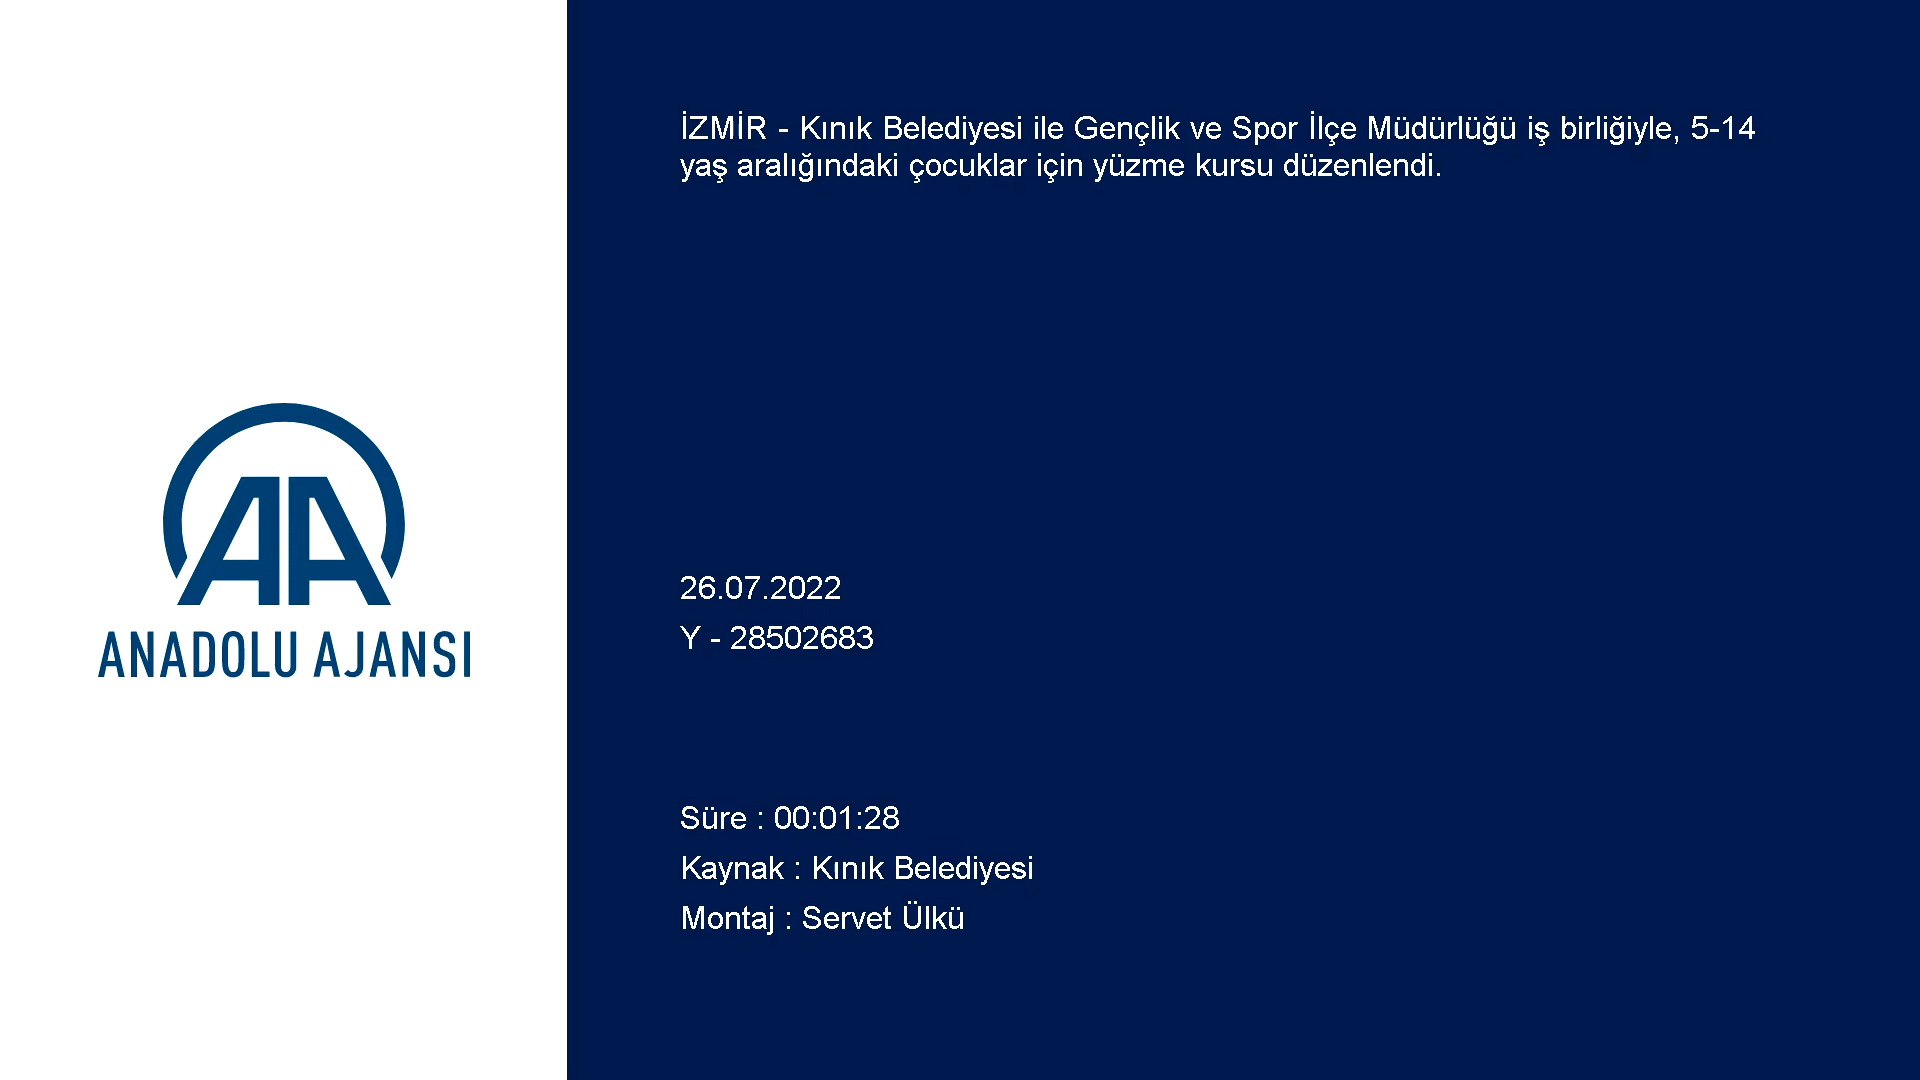 İZMİR - Kınık Belediyesi ile Gençlik ve Spor İlçe Müdürlüğü iş birliğiyle, 5-14
yaş aralığındaki çocuklar için yüzme kursu düzenlendi.
AA
ANADOLU AJANSI
26.07.2022
Y - 28502683
Süre : 00:01:28
Kaynak : Kınık Belediyesi
Montaj : Servet Ülkü